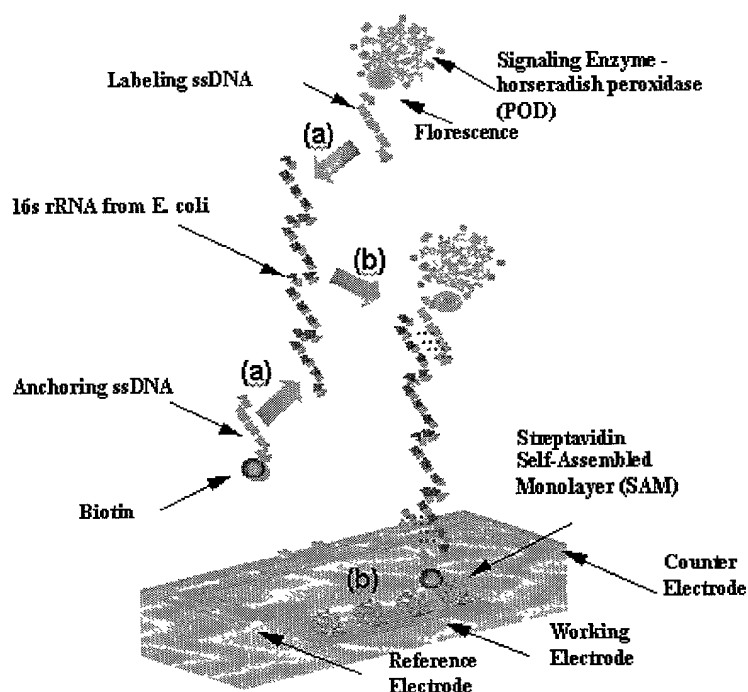 Signaling Enzyme -
horseradish peroxidase
(POD)
Labeling ssDNA
Florescence
(a)
16s rRNA from E. coli
(b)
(a)
Anchoring ssDNA
Streptavidin
Self-Assembled
Monolayer (SAM)
Biotin
(b)
Counter
Electrode
Working
Electrode
Reference
Electrode